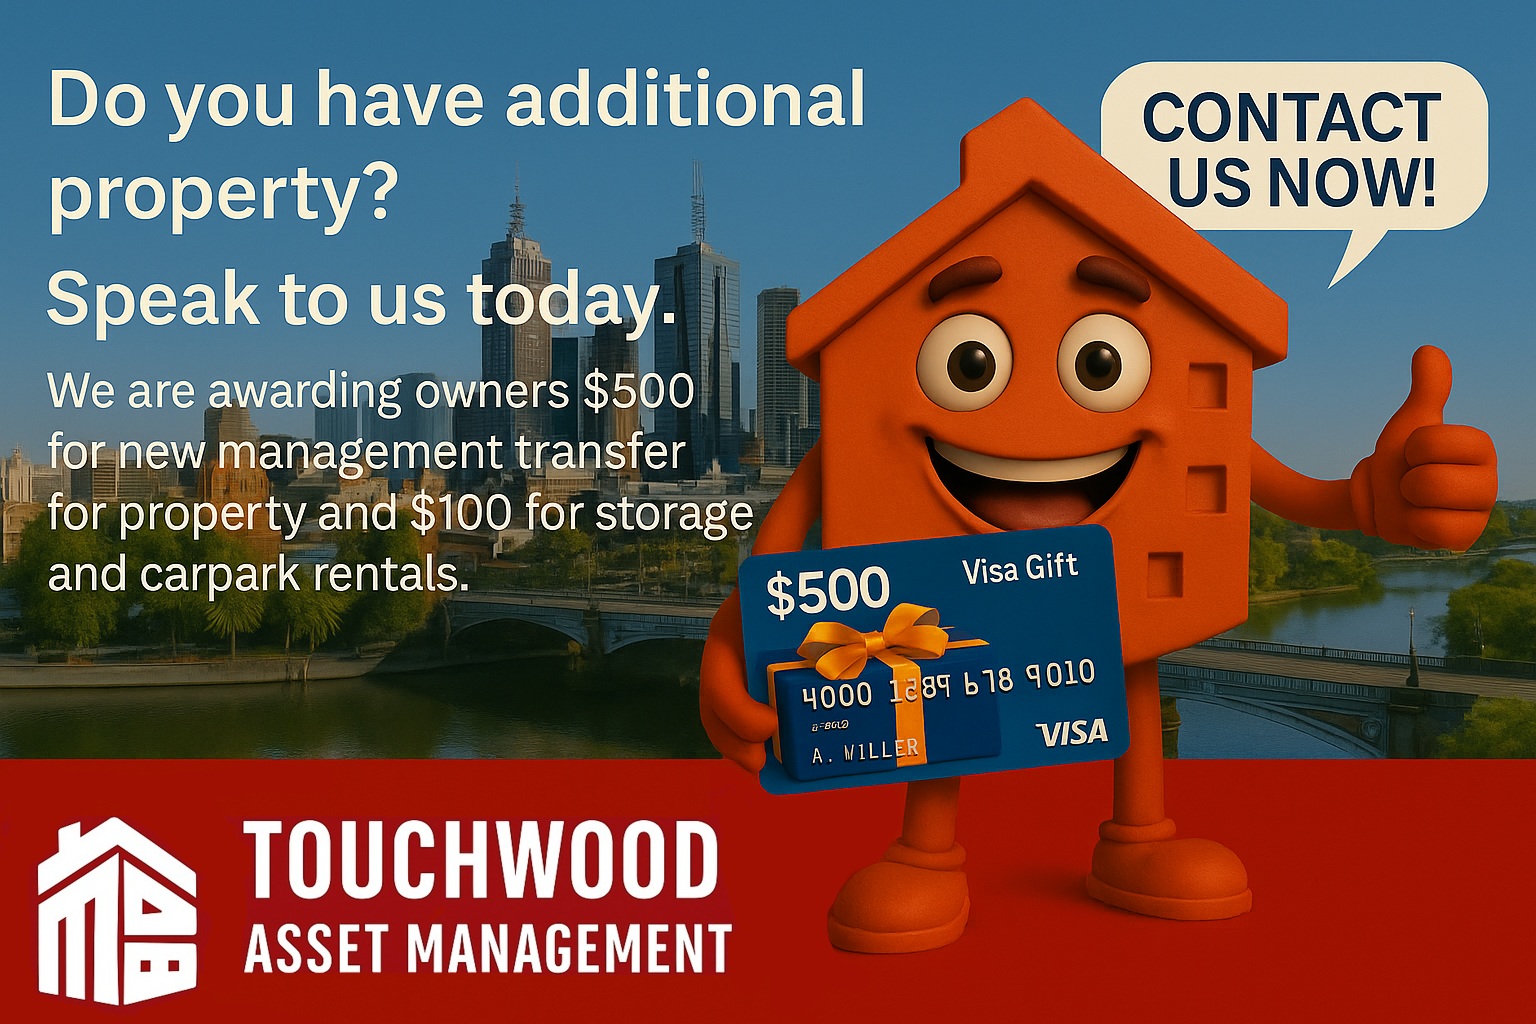 Do you have additional
property?
Speak to us today.
We are awarding owners $500
for new management transfer
for property and $100 for storage
and carpark rentals.
CONTACT
US NOW!
$500
Visa Gift
4000
678 9010
VISA
A. WILLER
TOUCHWOOD
ASSET MANAGEMENT